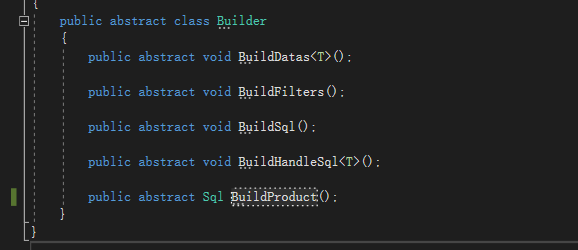 {
public abstract class Builder
{
public abstract void BuildDatas<T>();
public abstract void BuildFilters();
public abstract void BuildSql();
public abstract void BuildHandleSql<T>();
public abstract Sql BuildProduct();
}
}